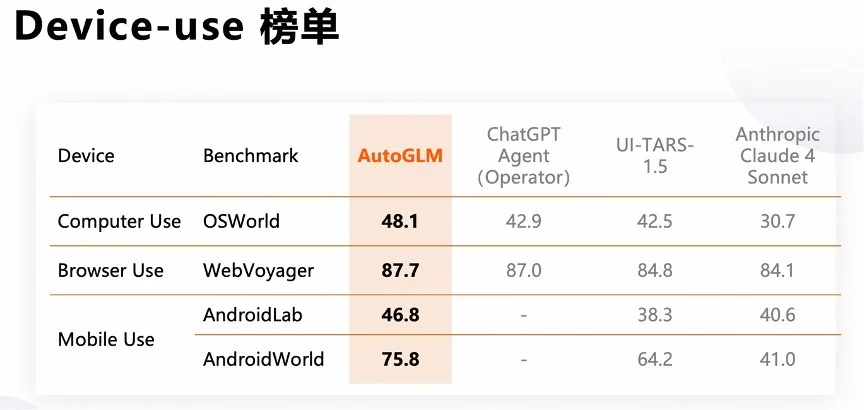 Device-use 榜单
Device Benchmark AutoGLM ChatGPT Agent (Operator) UI-TARS-1.5 Anthropic Claude 4 Sonnet
Computer Use OSWorld 48.1 42.9 42.5 30.7
Browser Use WebVoyager 87.7 87.0 84.8 84.1
Mobile Use AndroidLab 46.8 - 38.3 40.6
AndroidWorld 75.8 - 64.2 41.0